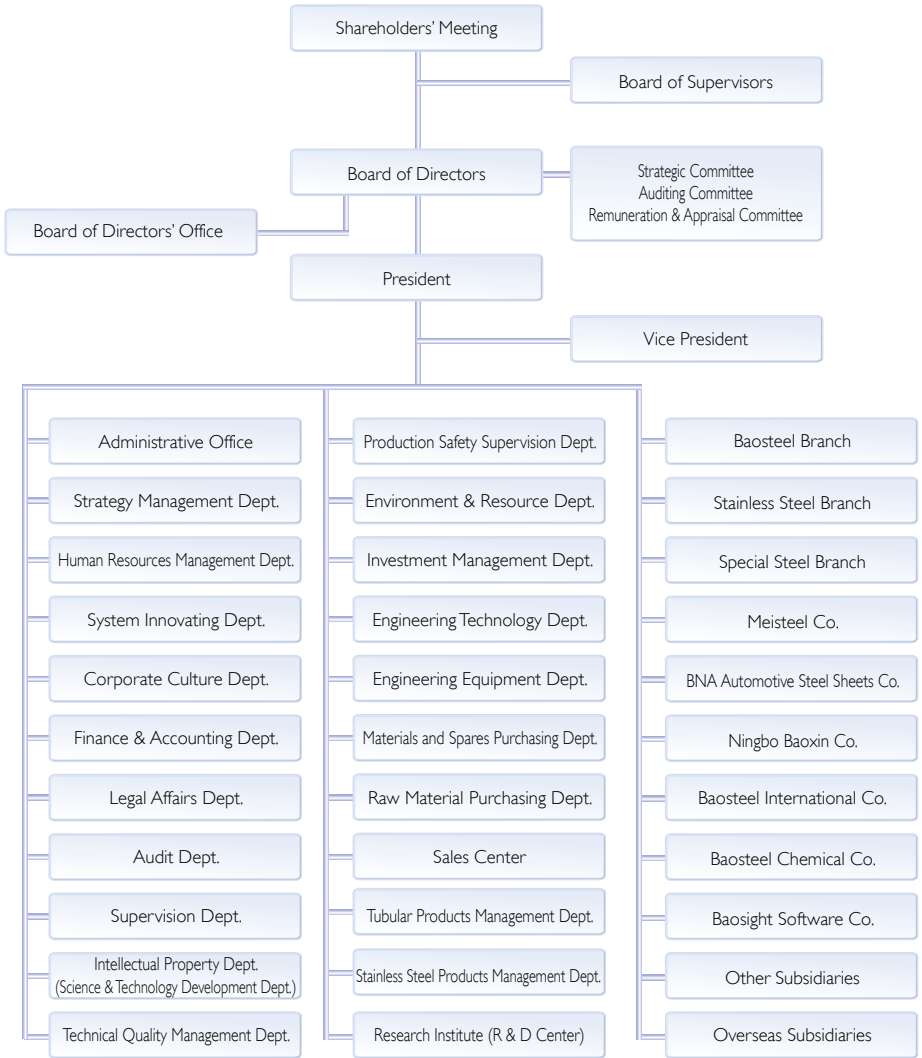 Shareholders' Meeting
Board of Supervisors
Board of Directors
Strategic Committee
Auditing Committee
Remuneration & Appraisal Committee
Board of Directors' Office
President
Vice President
Administrative Office
Strategy Management Dept.
Human Resources Management Dept.
System Innovating Dept.
Corporate Culture Dept.
Finance & Accounting Dept.
Legal Affairs Dept.
Audit Dept.
Supervision Dept.
Intellectual Property Dept.
(Science & Technology Development Dept.)
Technical Quality Management Dept.
Production Safety Supervision Dept.
Environment & Resource Dept.
Investment Management Dept.
Engineering Technology Dept.
Engineering Equipment Dept.
Materials and Spares Purchasing Dept.
Raw Material Purchasing Dept.
Sales Center
Tubular Products Management Dept.
Stainless Steel Products Management Dept.
Research Institute (R & D Center)
Baosteel Branch
Stainless Steel Branch
Special Steel Branch
Meisteel Co.
BNA Automotive Steel Sheets Co.
Ningbo Baoxin Co.
Baosteel International Co.
Baosteel Chemical Co.
Baosight Software Co.
Other Subsidiaries
Overseas Subsidiaries